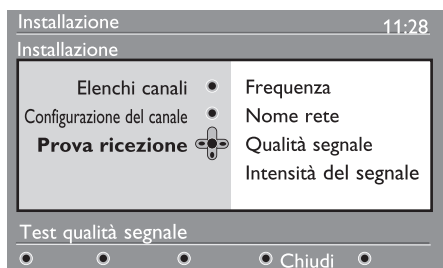 Installazione 11:28
Installazione
Elenchi canali
Configurazione del canale
Prova ricezione
Frequenza
Nome rete
Qualità segnale
Intensità del segnale
Test qualità segnale
Chiudi